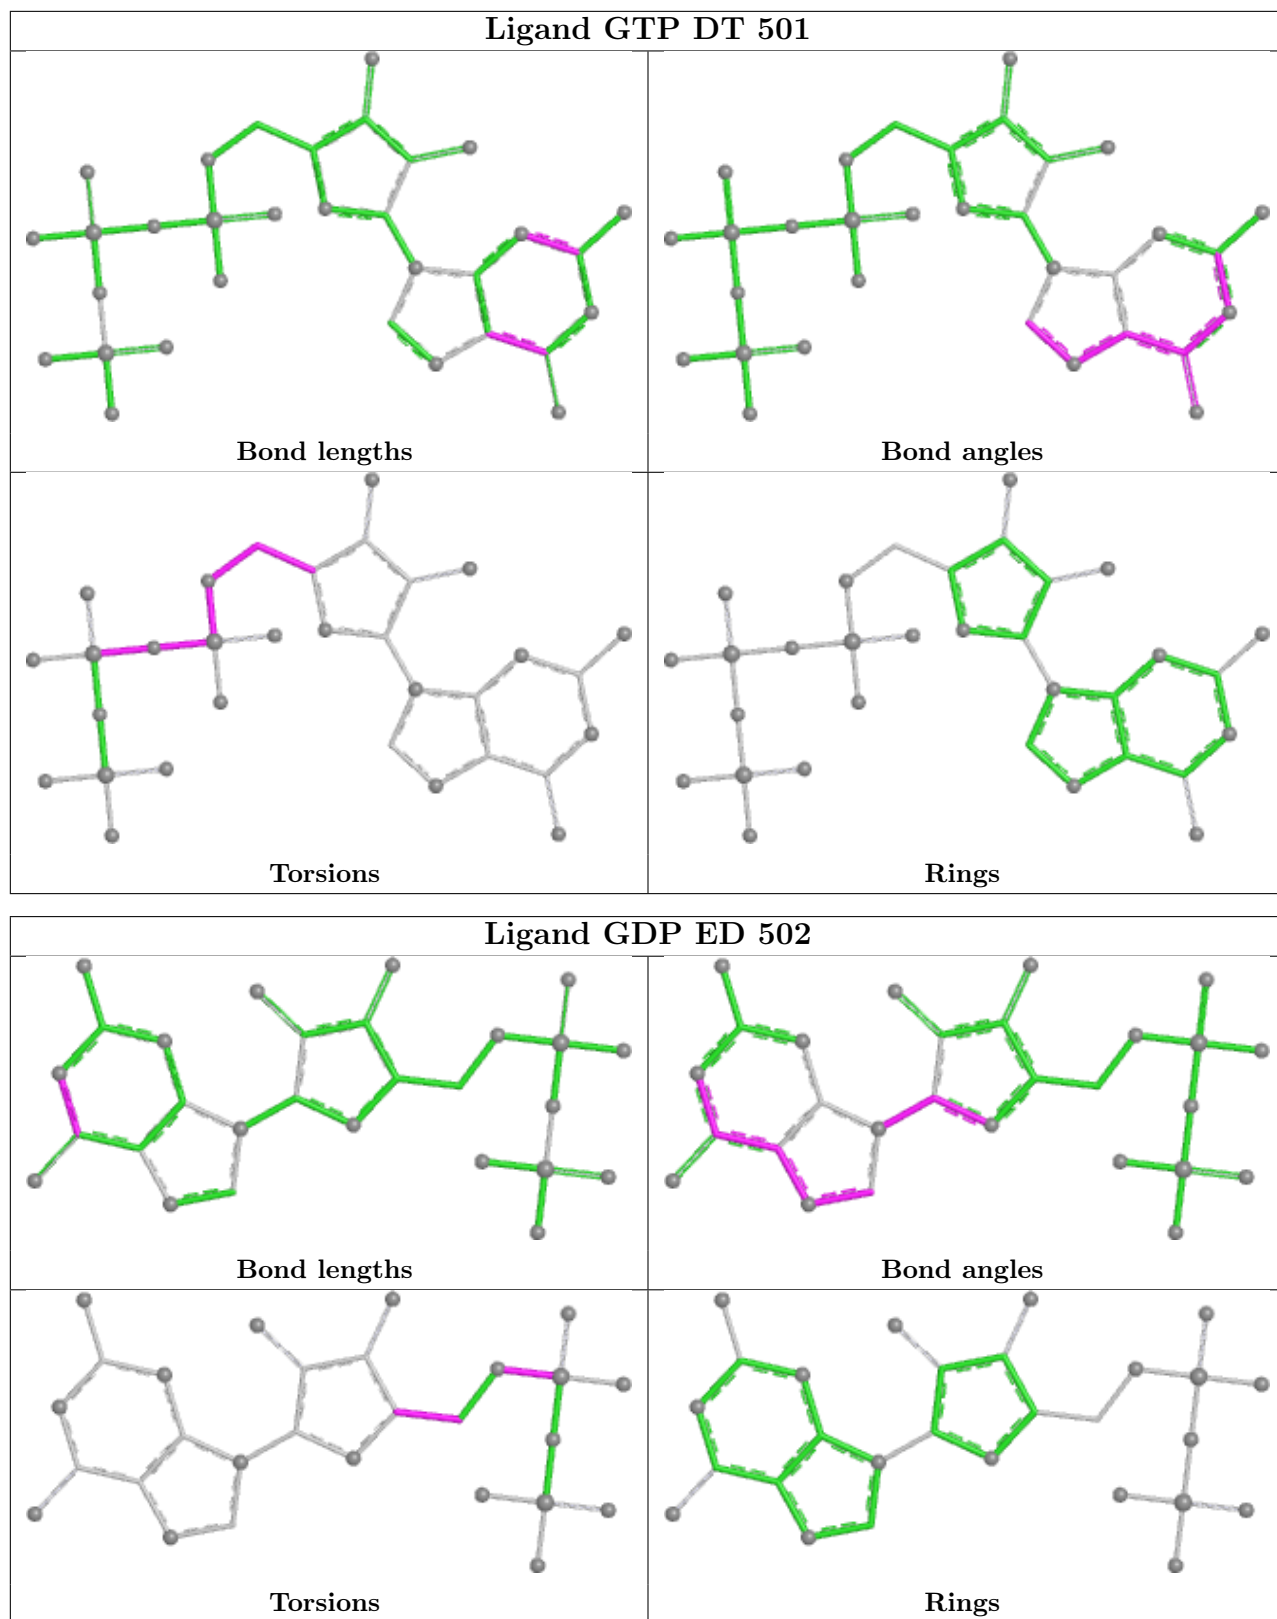 Ligand GTP DT 501
Bond lengths
Bond angles
Torsions
Rings
Ligand GDP ED 502
Bond lengths
Bond angles
Torsions
Rings